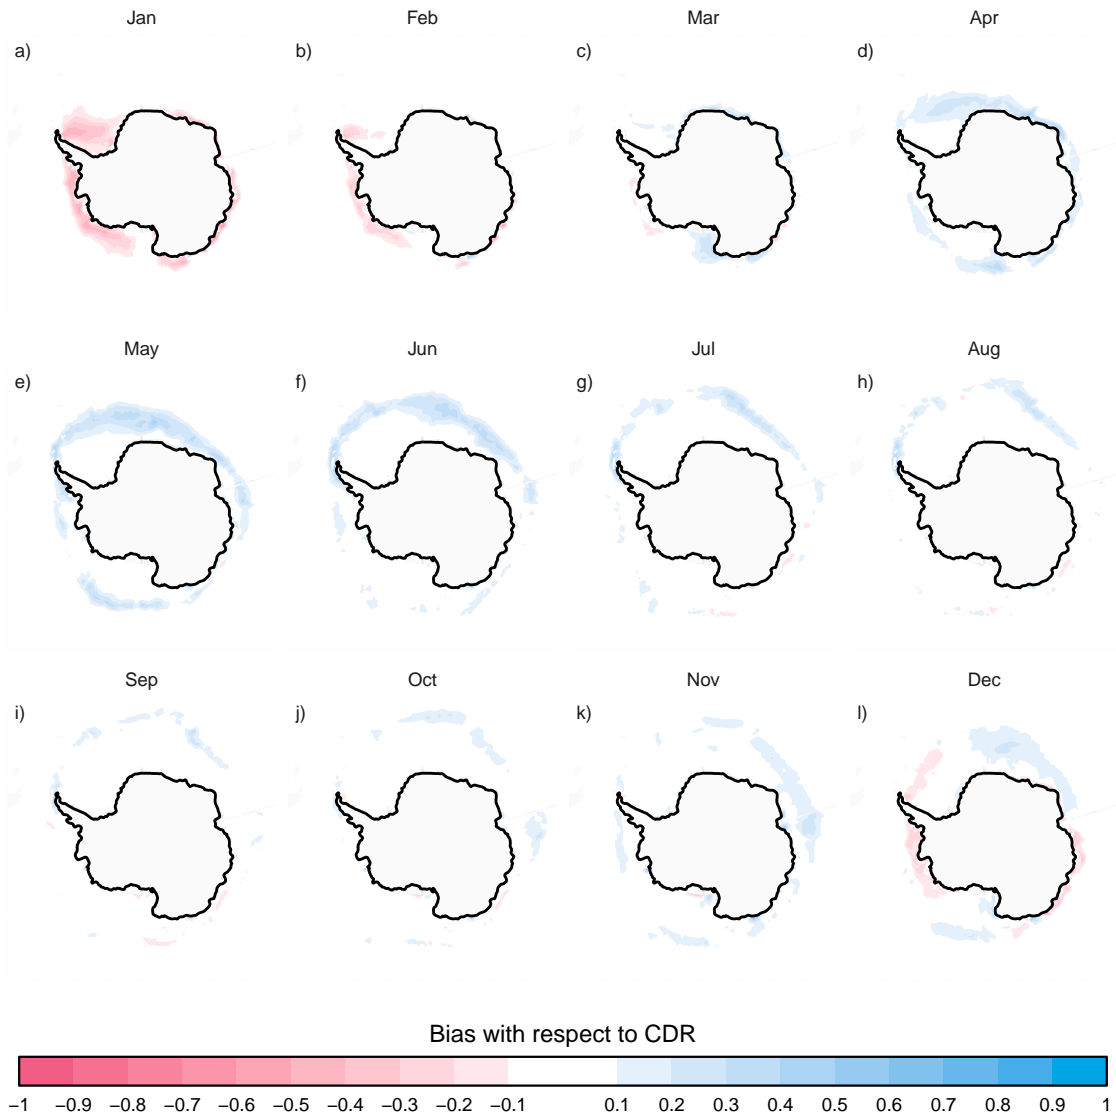 Jan Feb Mar Apr
a) b) c) d)
May Jun Jul Aug
e) f) g) h)
Sep Oct Nov Dec
i) j) k) l)
Bias with respect to CDR
−1 −0.9 −0.8 −0.7 −0.6 −0.5 −0.4 −0.3 −0.2 −0.1 0.1 0.2 0.3 0.4 0.5 0.6 0.7 0.8 0.9 1